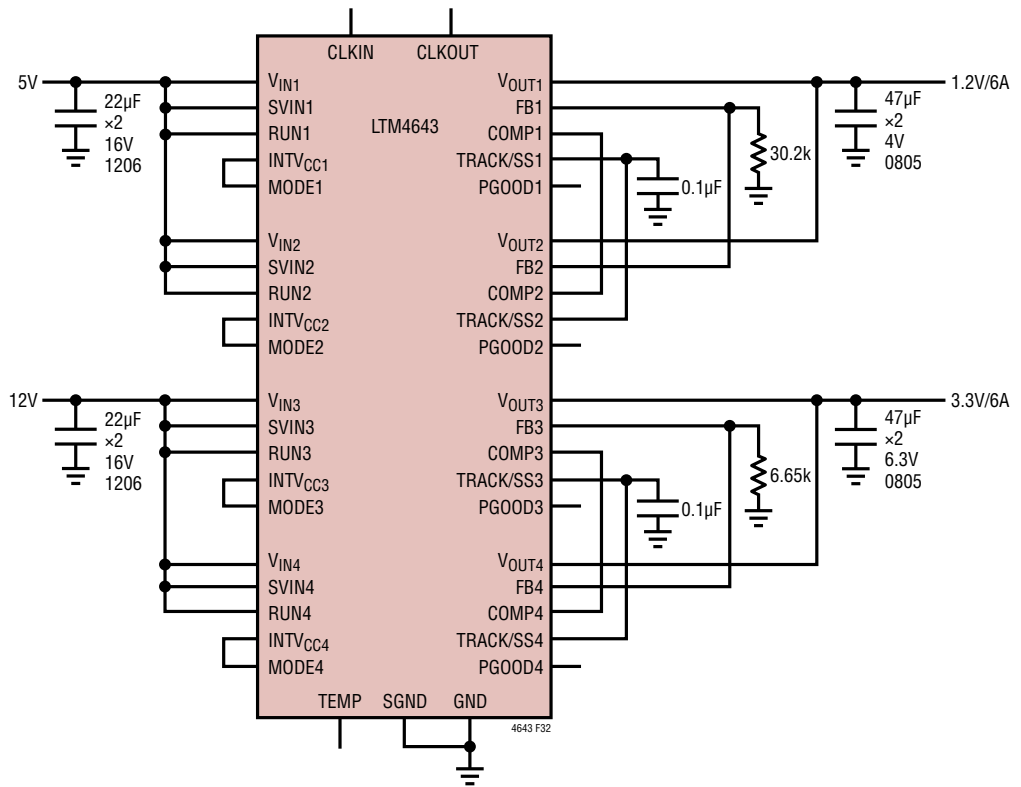 CLKIN CLKOUT
LTM4643
5V
22µF
×2
16V
1206
VIN1
SVIN1
RUN1
INTVCC1
MODE1
VIN2
SVIN2
RUN2
INTVCC2
MODE2
12V
22µF
×2
16V
1206
VIN3
SVIN3
RUN3
INTVCC3
MODE3
VIN4
SVIN4
RUN4
INTVCC4
MODE4
VOUT1
FB1
COMP1
TRACK/SS1
PGOOD1
VOUT2
FB2
COMP2
TRACK/SS2
PGOOD2
VOUT3
FB3
COMP3
TRACK/SS3
PGOOD3
VOUT4
FB4
COMP4
TRACK/SS4
PGOOD4
0.1µF
30.2k
47µF
×2
4V
0805
1.2V/6A
0.1µF
6.65k
47µF
×2
6.3V
0805
3.3V/6A
TEMP SGND GND
4643 F32